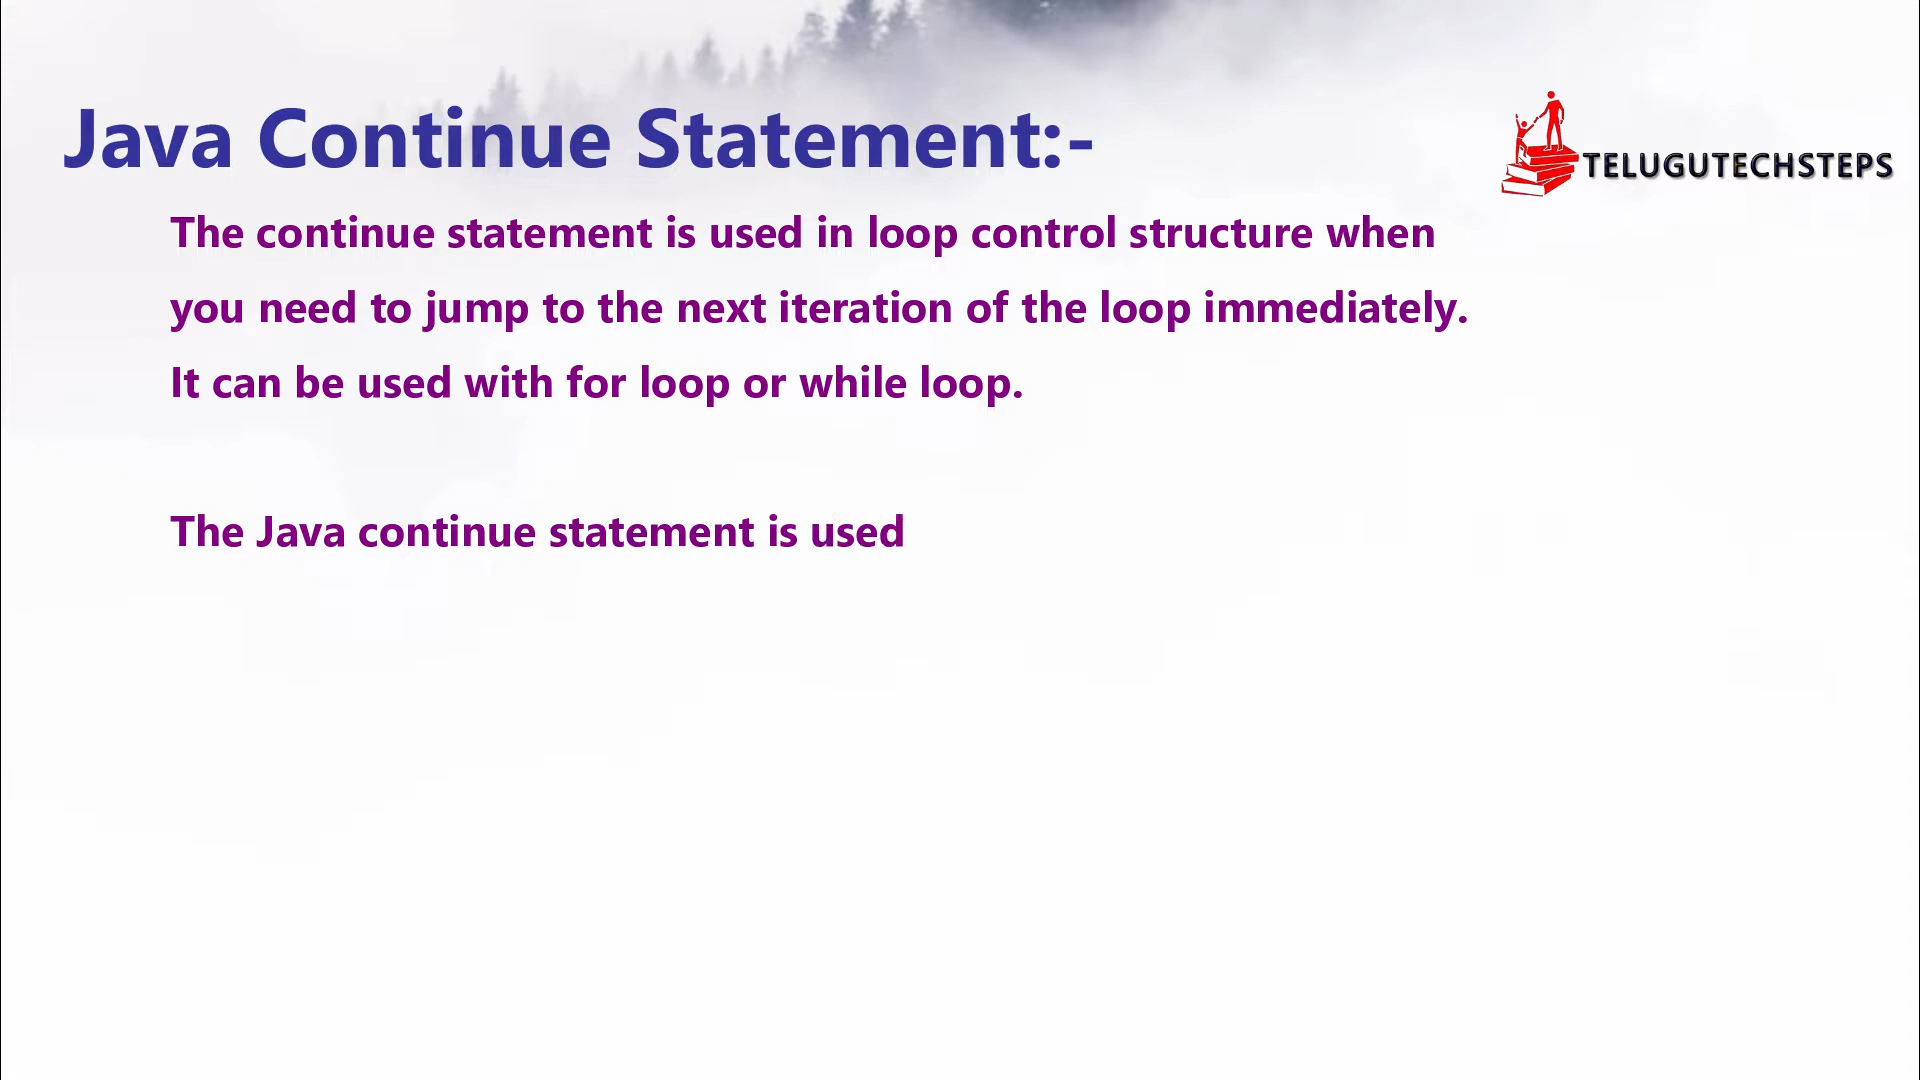 Java Continue Statement:-
TELUGUTECHSTEPS
The continue statement is used in loop control structure when
you need to jump to the next iteration of the loop immediately.
It can be used with for loop or while loop.
The Java continue statement is used